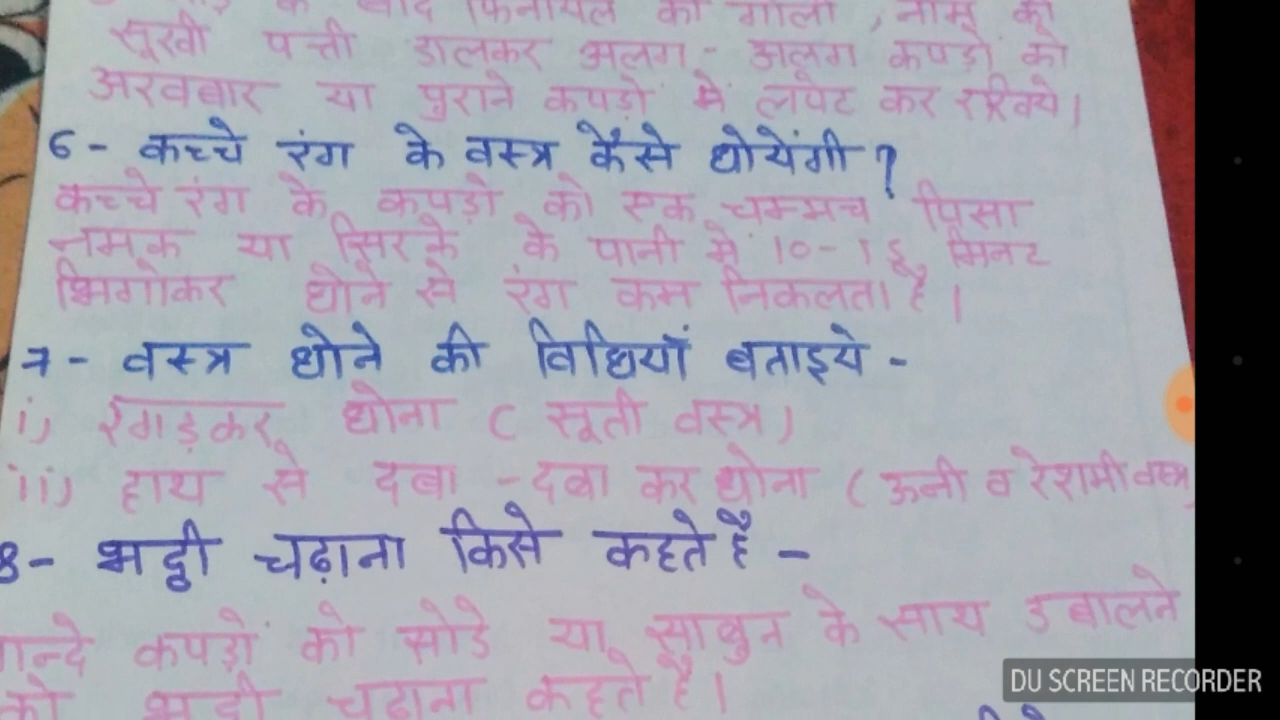 के बाद फिनायल की गोली, नीम की
सूखी पत्ती डालकर अलग - अलग कपड़ों को
अखबार या पुराने कपड़ों में लपेट कर रखिये।
6 - कच्चे रंग के वस्त्र कैसे धोयेंगी ?
कच्चे रंग के कपड़ो को एक चम्मच पिसा
नमक या सिरके के पानी में 10 - 15 मिनट
भिगोकर धोने से रंग कम निकलता है।
7 - वस्त्र धोने की विधियाँ बताइये -
i) रगड़कर धोना ( सूती वस्त्र )
ii) हाथ से दबा - दबा कर धोना ( ऊनी व रेशमी वस्त्र
8 - भट्ठी चढ़ाना किसे कहते है -
गन्दे कपड़ों को सोडे या साबुन के साथ उबालने
को भट्ठी चढ़ाना कहते है।
DU SCREEN RECORDER